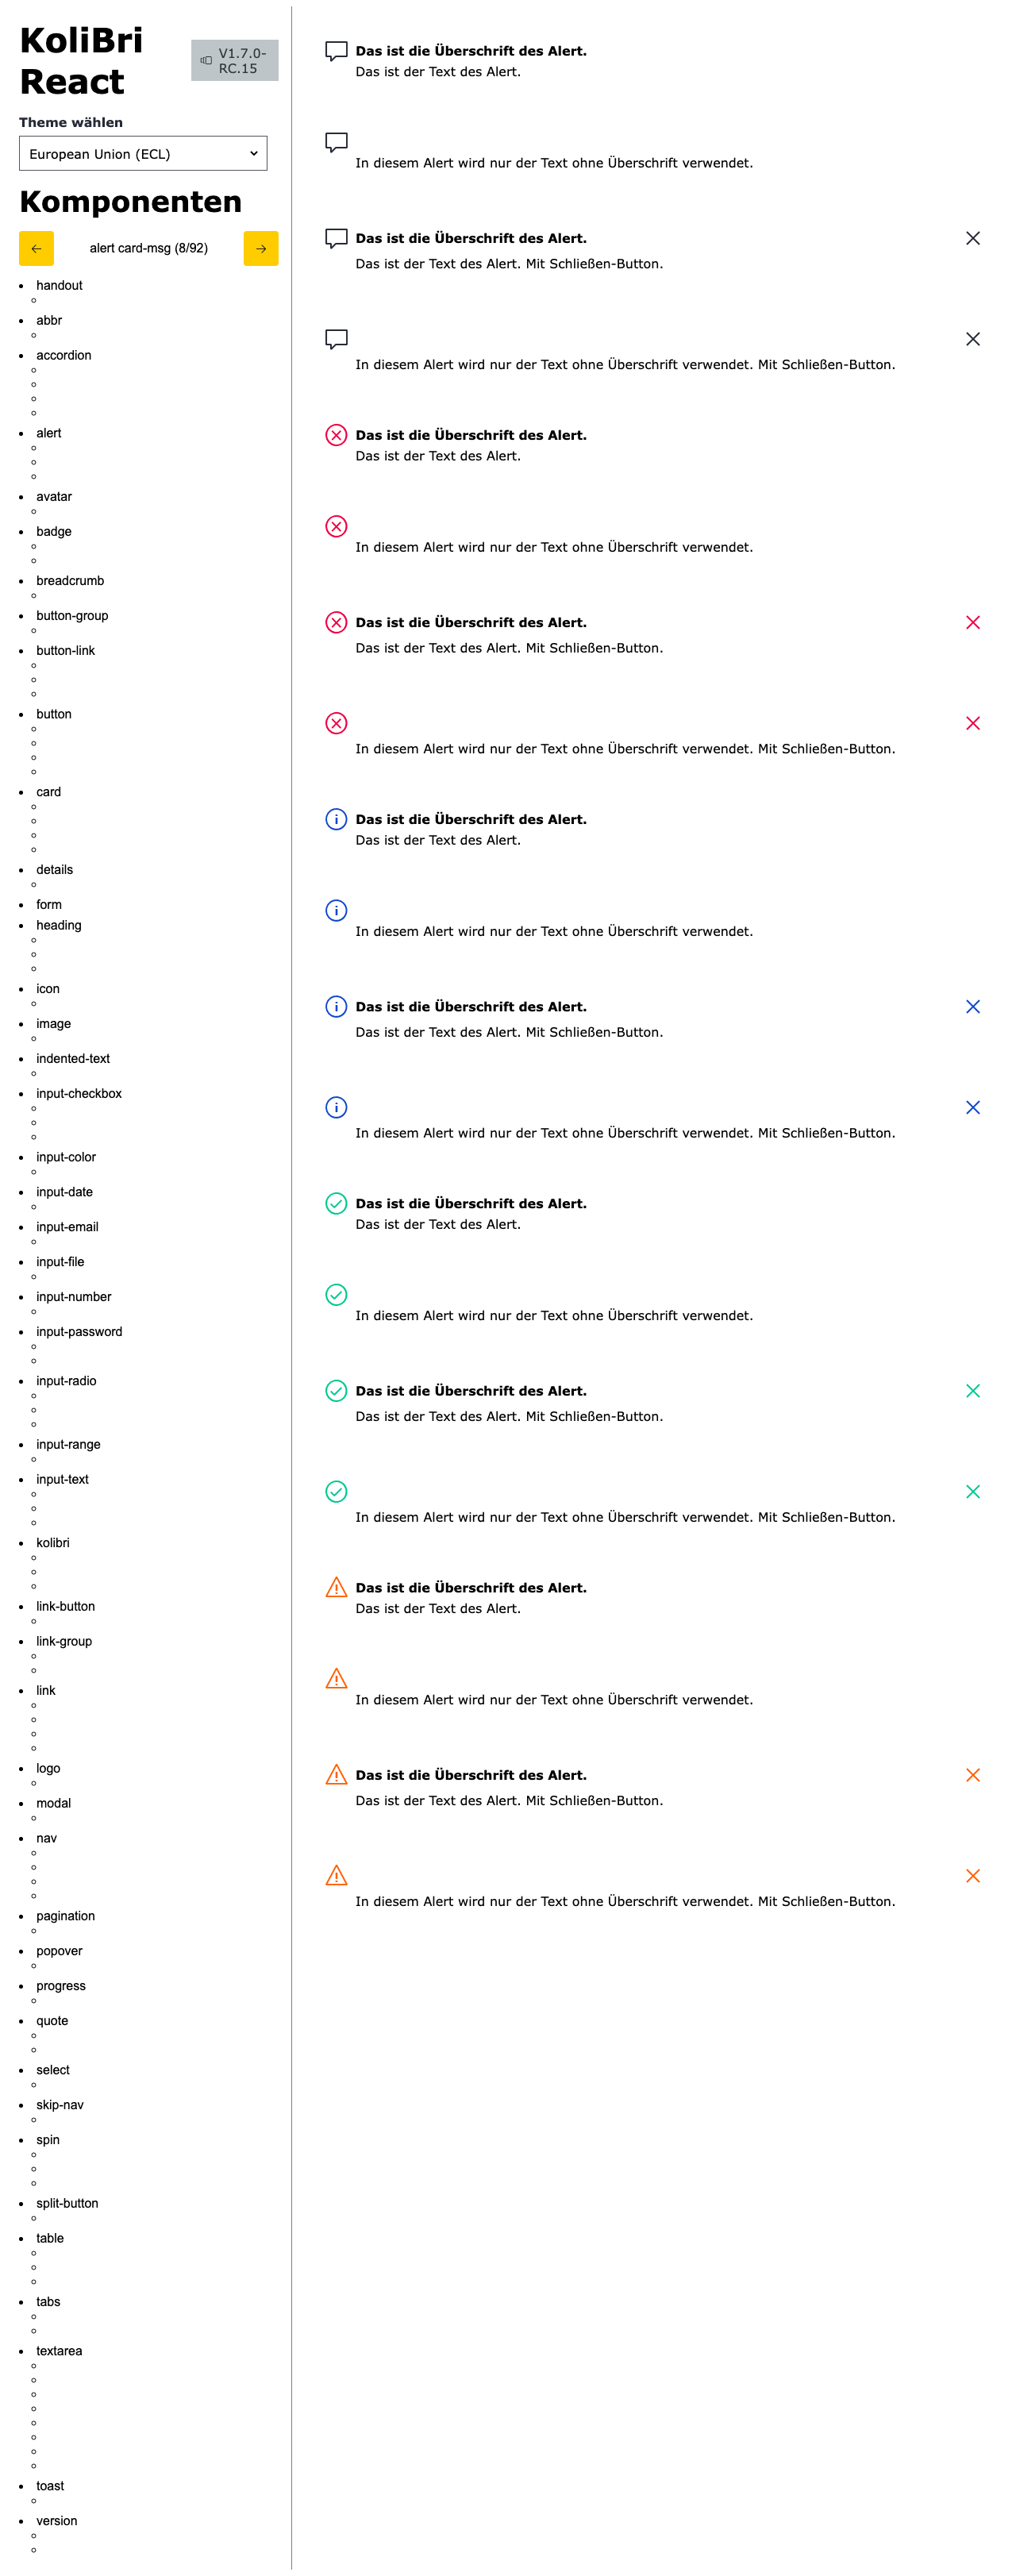 KoliBri
React
V1.7.0-
RC.15
Theme wählen
European Union (ECL)
Komponenten
alert card-msg (8/92)
handout
abbr
accordion
alert
avatar
badge
breadcrumb
button-group
button-link
button
card
details
form
heading
icon
image
indented-text
input-checkbox
input-color
input-date
input-email
input-file
input-number
input-password
input-radio
input-range
input-text
kolibri
link-button
link-group
link
logo
modal
nav
pagination
popover
progress
quote
select
skip-nav
spin
split-button
table
tabs
textarea
toast
version
Das ist die Überschrift des Alert.
Das ist der Text des Alert.
In diesem Alert wird nur der Text ohne Überschrift verwendet.
Das ist die Überschrift des Alert.
Das ist der Text des Alert. Mit Schließen-Button.
In diesem Alert wird nur der Text ohne Überschrift verwendet. Mit Schließen-Button.
Das ist die Überschrift des Alert.
Das ist der Text des Alert.
In diesem Alert wird nur der Text ohne Überschrift verwendet.
Das ist die Überschrift des Alert.
Das ist der Text des Alert. Mit Schließen-Button.
In diesem Alert wird nur der Text ohne Überschrift verwendet. Mit Schließen-Button.
Das ist die Überschrift des Alert.
Das ist der Text des Alert.
In diesem Alert wird nur der Text ohne Überschrift verwendet.
Das ist die Überschrift des Alert.
Das ist der Text des Alert. Mit Schließen-Button.
In diesem Alert wird nur der Text ohne Überschrift verwendet. Mit Schließen-Button.
Das ist die Überschrift des Alert.
Das ist der Text des Alert.
In diesem Alert wird nur der Text ohne Überschrift verwendet.
Das ist die Überschrift des Alert.
Das ist der Text des Alert. Mit Schließen-Button.
In diesem Alert wird nur der Text ohne Überschrift verwendet. Mit Schließen-Button.
Das ist die Überschrift des Alert.
Das ist der Text des Alert.
In diesem Alert wird nur der Text ohne Überschrift verwendet.
Das ist die Überschrift des Alert.
Das ist der Text des Alert. Mit Schließen-Button.
In diesem Alert wird nur der Text ohne Überschrift verwendet. Mit Schließen-Button.